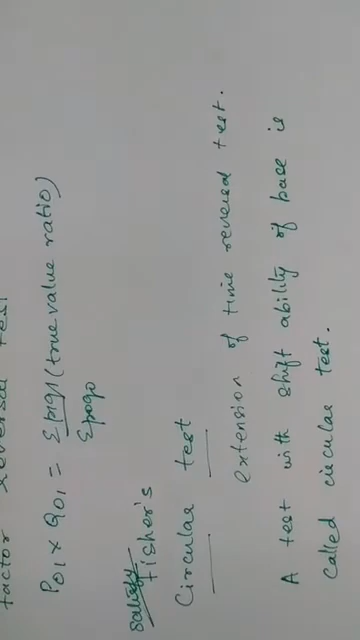 factor reversal test
P01 x Q01 = Σp1q1 (true value ratio)
Σp0q0
satisfy
Fisher's
Circular test
extension of time reversal test.
A test with shift ability of base is
called circular test.